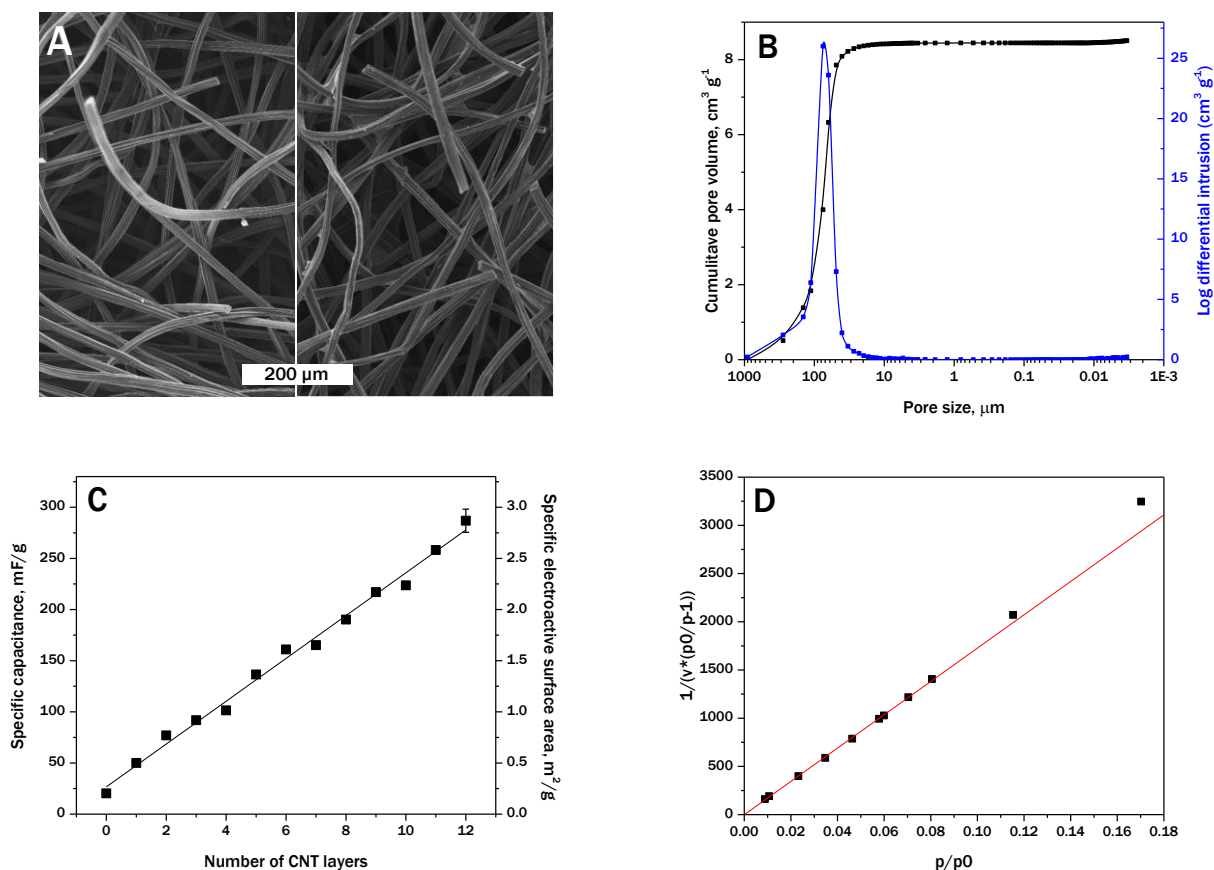 A
200 µm
B
Cumulitave pore volume, cm³ g⁻¹
8
6
4
2
0
Log differential intrusion (cm³ g⁻¹)
25
20
15
10
5
0
1000 100 10 1 0.1 0.01 1E-3
Pore size, µm
C
Specific capacitance, mF/g
300
250
200
150
100
50
0
Specific electroactive surface area, m²/g
3.0
2.5
2.0
1.5
1.0
0.5
0.0
0 2 4 6 8 10 12
Number of CNT layers
D
1/(v*(p0/p-1))
3500
3000
2500
2000
1500
1000
500
0
0.00 0.02 0.04 0.06 0.08 0.10 0.12 0.14 0.16 0.18
p/p0